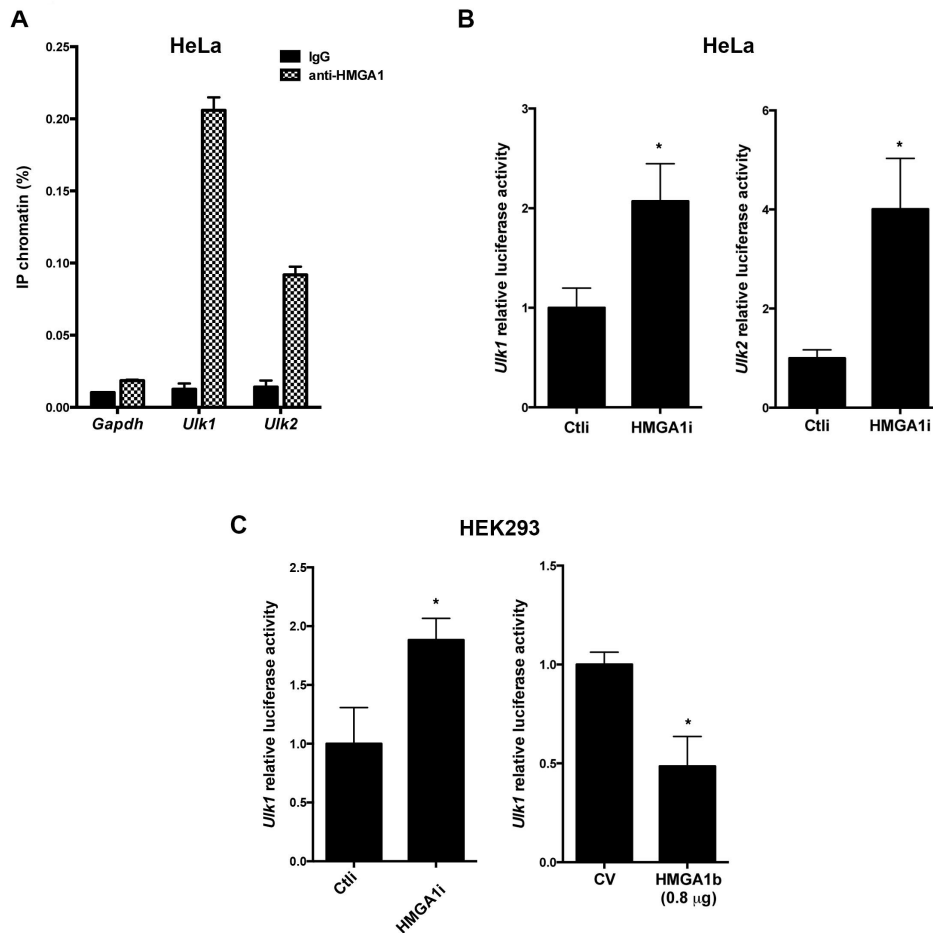 A
HeLa
IgG
anti-HMGA1
IP chromatin (%)
0.25
0.20
0.15
0.10
0.05
0.00
Gapdh
Ulk1
Ulk2
B
HeLa
Ulk1 relative luciferase activity
3
2
1
0
*
Ctli
HMGA1i
Ulk2 relative luciferase activity
6
4
2
0
*
Ctli
HMGA1i
C
HEK293
Ulk1 relative luciferase activity
2.5
2.0
1.5
1.0
0.5
0.0
*
Ctli
HMGA1i
Ulk1 relative luciferase activity
1.5
1.0
0.5
0.0
*
CV
HMGA1b
(0.8 µg)